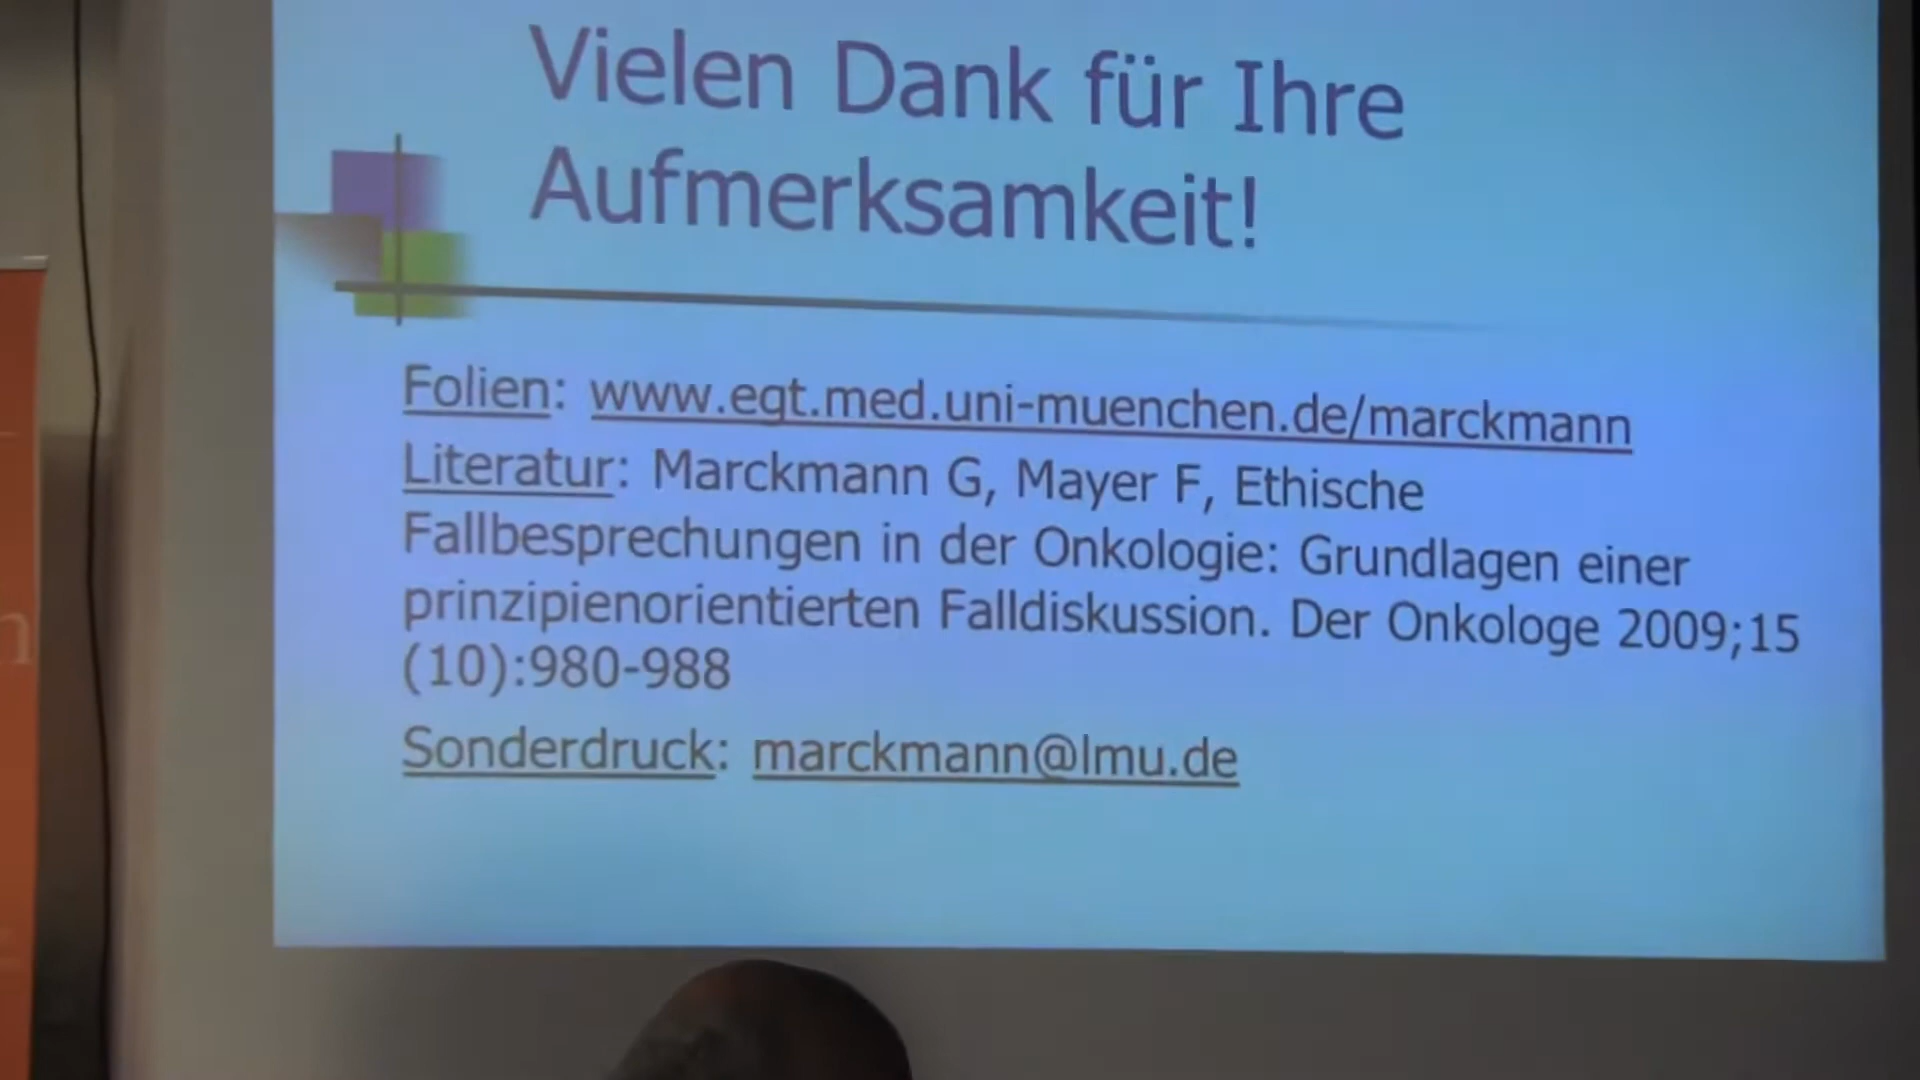 Vielen Dank für Ihre
Aufmerksamkeit!
Folien: www.egt.med.uni-muenchen.de/marckmann
Literatur: Marckmann G, Mayer F, Ethische
Fallbesprechungen in der Onkologie: Grundlagen einer
prinzipienorientierten Falldiskussion. Der Onkologe 2009;15
(10):980-988
Sonderdruck: marckmann@lmu.de
n